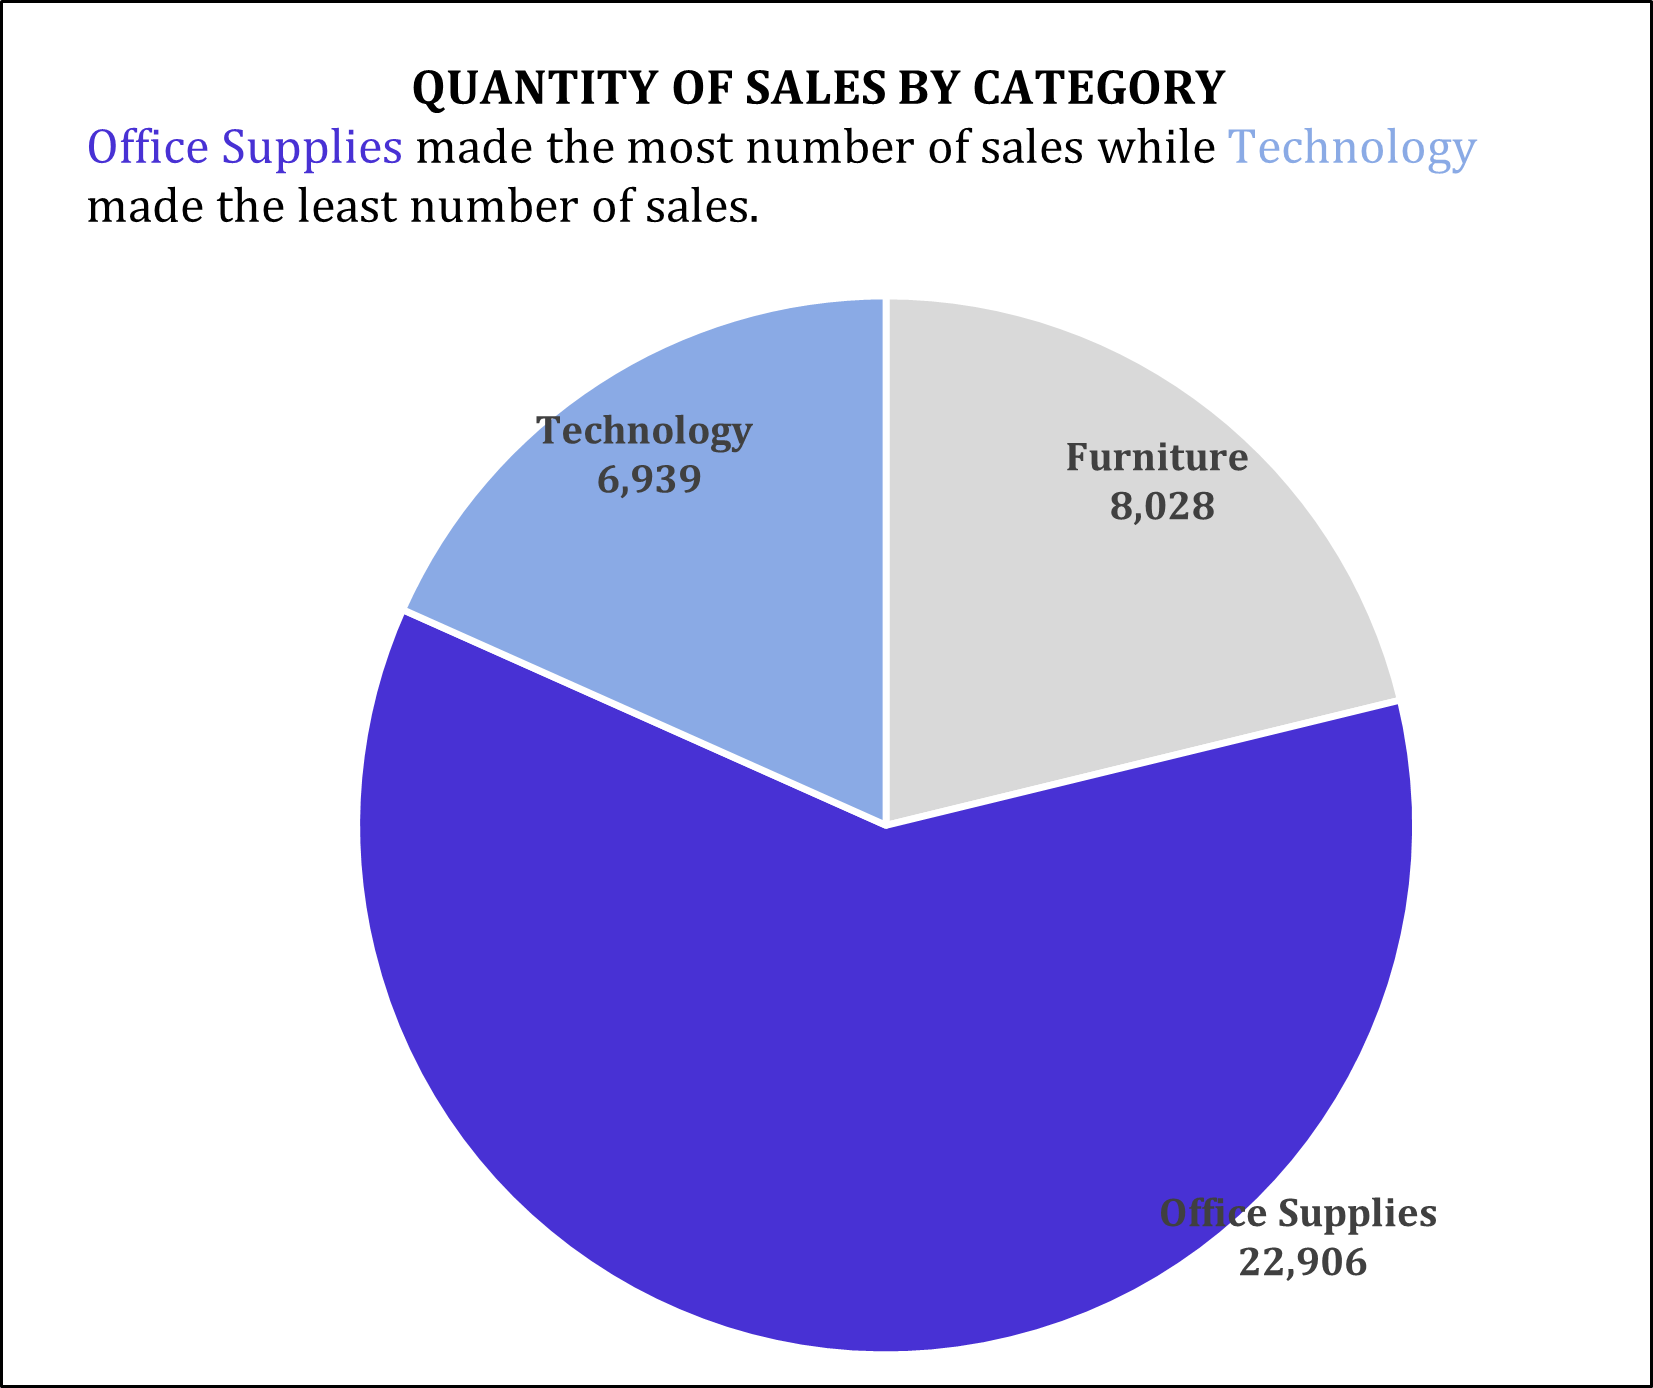 QUANTITY OF SALES BY CATEGORY
Office Supplies made the most number of sales while Technology
made the least number of sales.
Technology
6,939
Furniture
8,028
Office Supplies
22,906